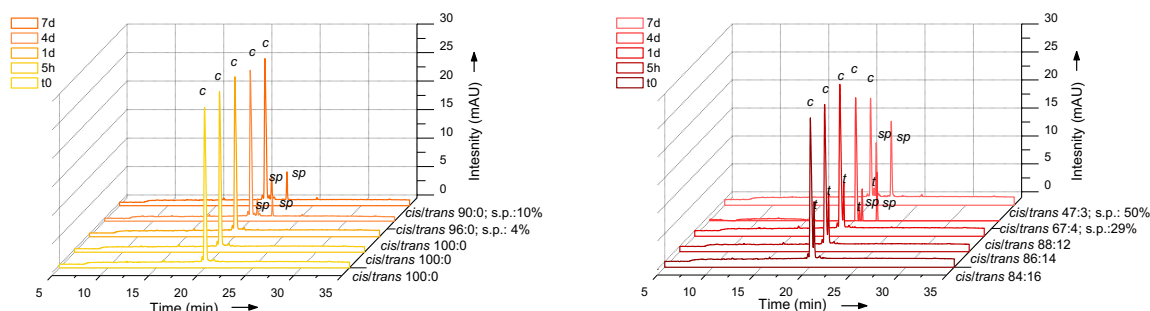 7d
4d
1d
5h
t0
30
25
20
15
10
5
0
Intesnity (mAU)
c
c
c
c
c
sp
sp
sp
sp
cis/trans 90:0; s.p.:10%
cis/trans 96:0; s.p.: 4%
cis/trans 100:0
cis/trans 100:0
cis/trans 100:0
5
10
15
20
25
30
35
Time (min)
7d
4d
1d
5h
t0
30
25
20
15
10
5
0
Intesnity (mAU)
c
c
c
c
c
sp
sp
t
t
t
t
t
sp
sp
cis/trans 47:3; s.p.: 50%
cis/trans 67:4; s.p.:29%
cis/trans 88:12
cis/trans 86:14
cis/trans 84:16
5
10
15
20
25
30
35
Time (min)